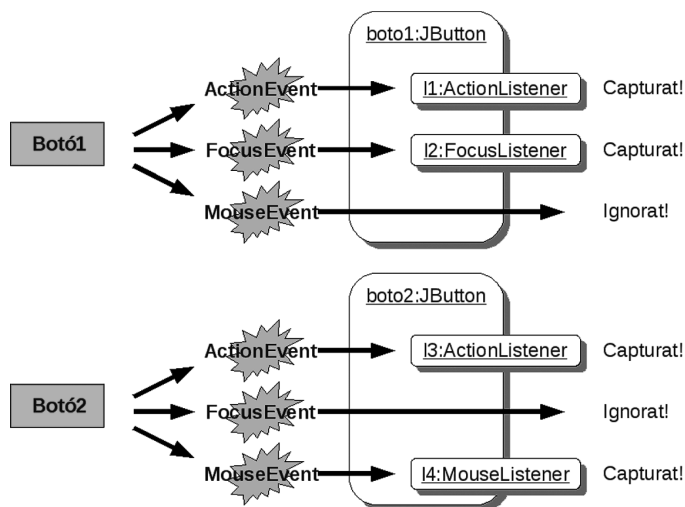 boto1:JButton
ActionEvent
l1:ActionListener
Capturat!
Botó1
FocusEvent
l2:FocusListener
Capturat!
MouseEvent
Ignorat!
boto2:JButton
ActionEvent
l3:ActionListener
Capturat!
Botó2
FocusEvent
Ignorat!
MouseEvent
l4:MouseListener
Capturat!